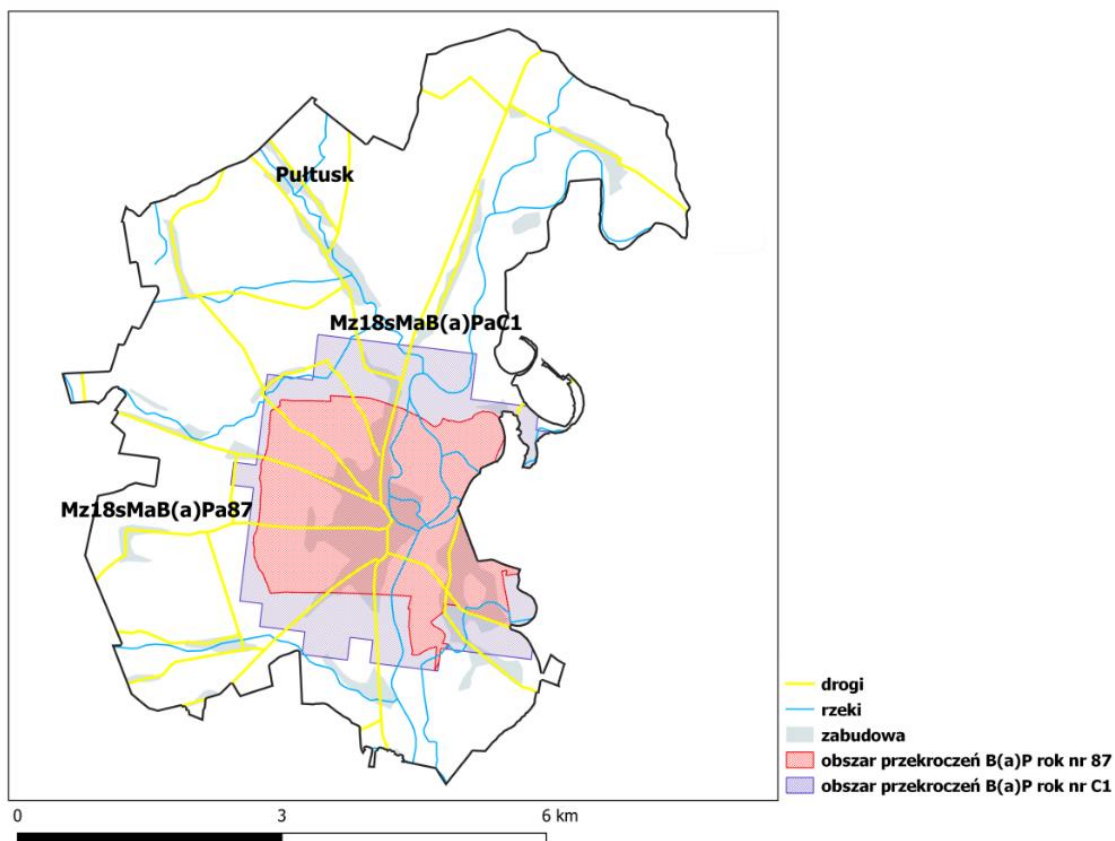 Pułtusk
Mz18sMaB(a)PaC1
Mz18sMaB(a)Pa87
drogi
rzeki
zabudowa
obszar przekroczeń B(a)P rok nr 87
obszar przekroczeń B(a)P rok nr C1
0 3 6 km